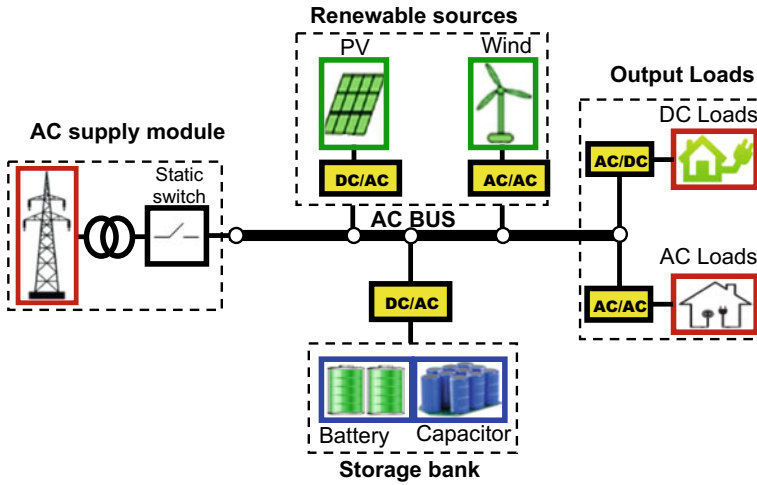 Renewable sources
PV
Wind
DC/AC
AC/AC
AC supply module
Static
switch
AC BUS
Output Loads
DC Loads
AC/DC
AC Loads
AC/AC
DC/AC
Battery
Capacitor
Storage bank